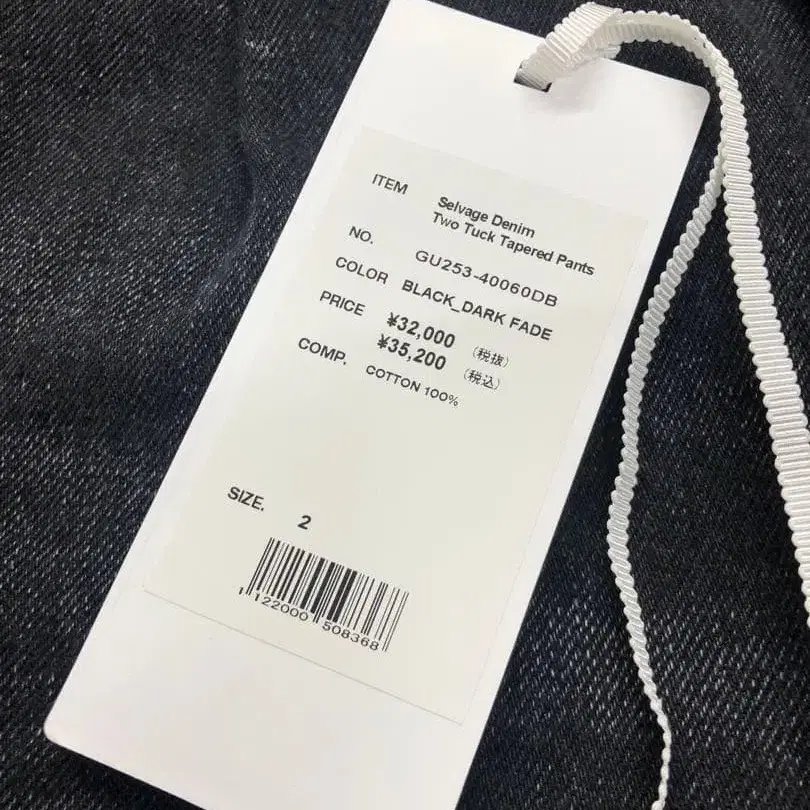 ITEM Selvage Denim
Two Tuck Tapered Pants
NO. GU253-40060DB
COLOR BLACK_DARK FADE
PRICE ¥32,000 (税抜)
¥35,200 (税込)
COMP. COTTON 100%
SIZE. 2
1 122000 508368